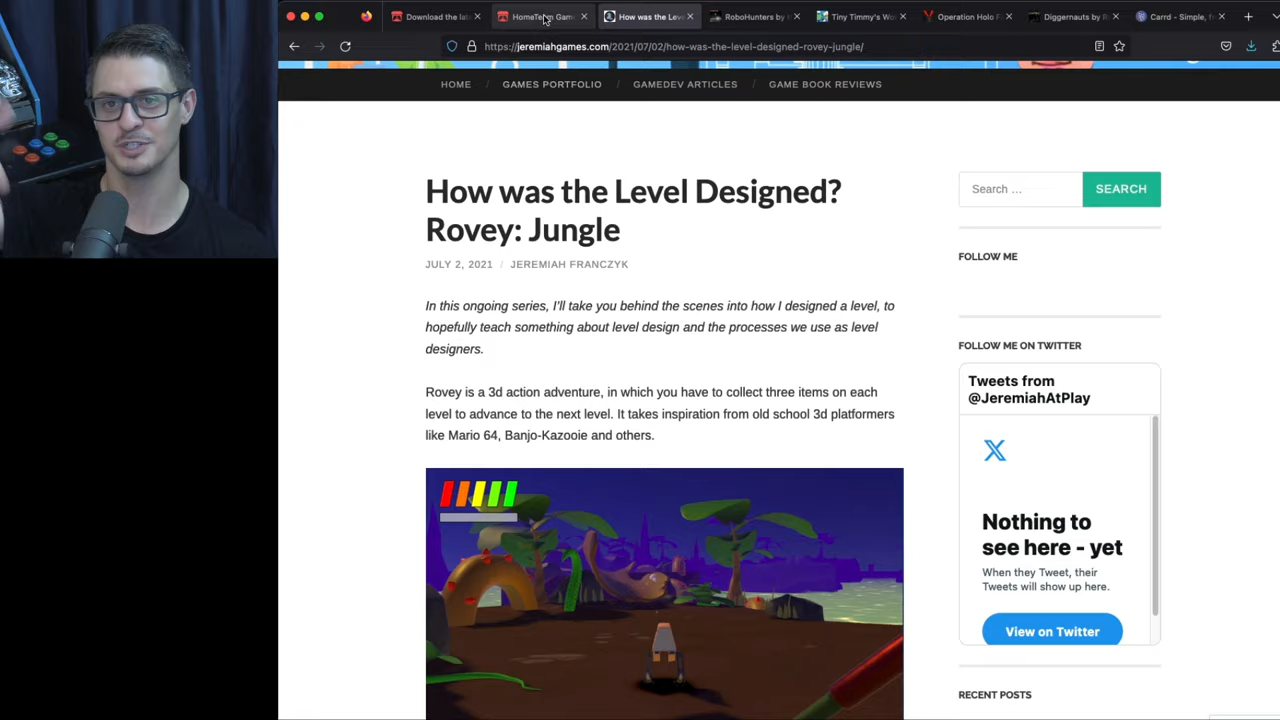 Download the lat
HomeTeam Game
How was the Leve
RoboHunters by
Tiny Timmy's Wo
Operation Holo F
Diggernauts by R
Carrd - Simple, fr
https://jeremiahgames.com/2021/07/02/how-was-the-level-designed-rovey-jungle/
HOME / GAMES PORTFOLIO / GAMEDEV ARTICLES / GAME BOOK REVIEWS
How was the Level Designed?
Rovey: Jungle
JULY 2, 2021 / JEREMIAH FRANCZYK
In this ongoing series, I'll take you behind the scenes into how I designed a level, to
hopefully teach something about level design and the processes we use as level
designers.
Rovey is a 3d action adventure, in which you have to collect three items on each
level to advance to the next level. It takes inspiration from old school 3d platformers
like Mario 64, Banjo-Kazooie and others.
Search …
SEARCH
FOLLOW ME
FOLLOW ME ON TWITTER
Tweets from
@JeremiahAtPlay
Nothing to
see here - yet
When they Tweet, their
Tweets will show up here.
View on Twitter
RECENT POSTS